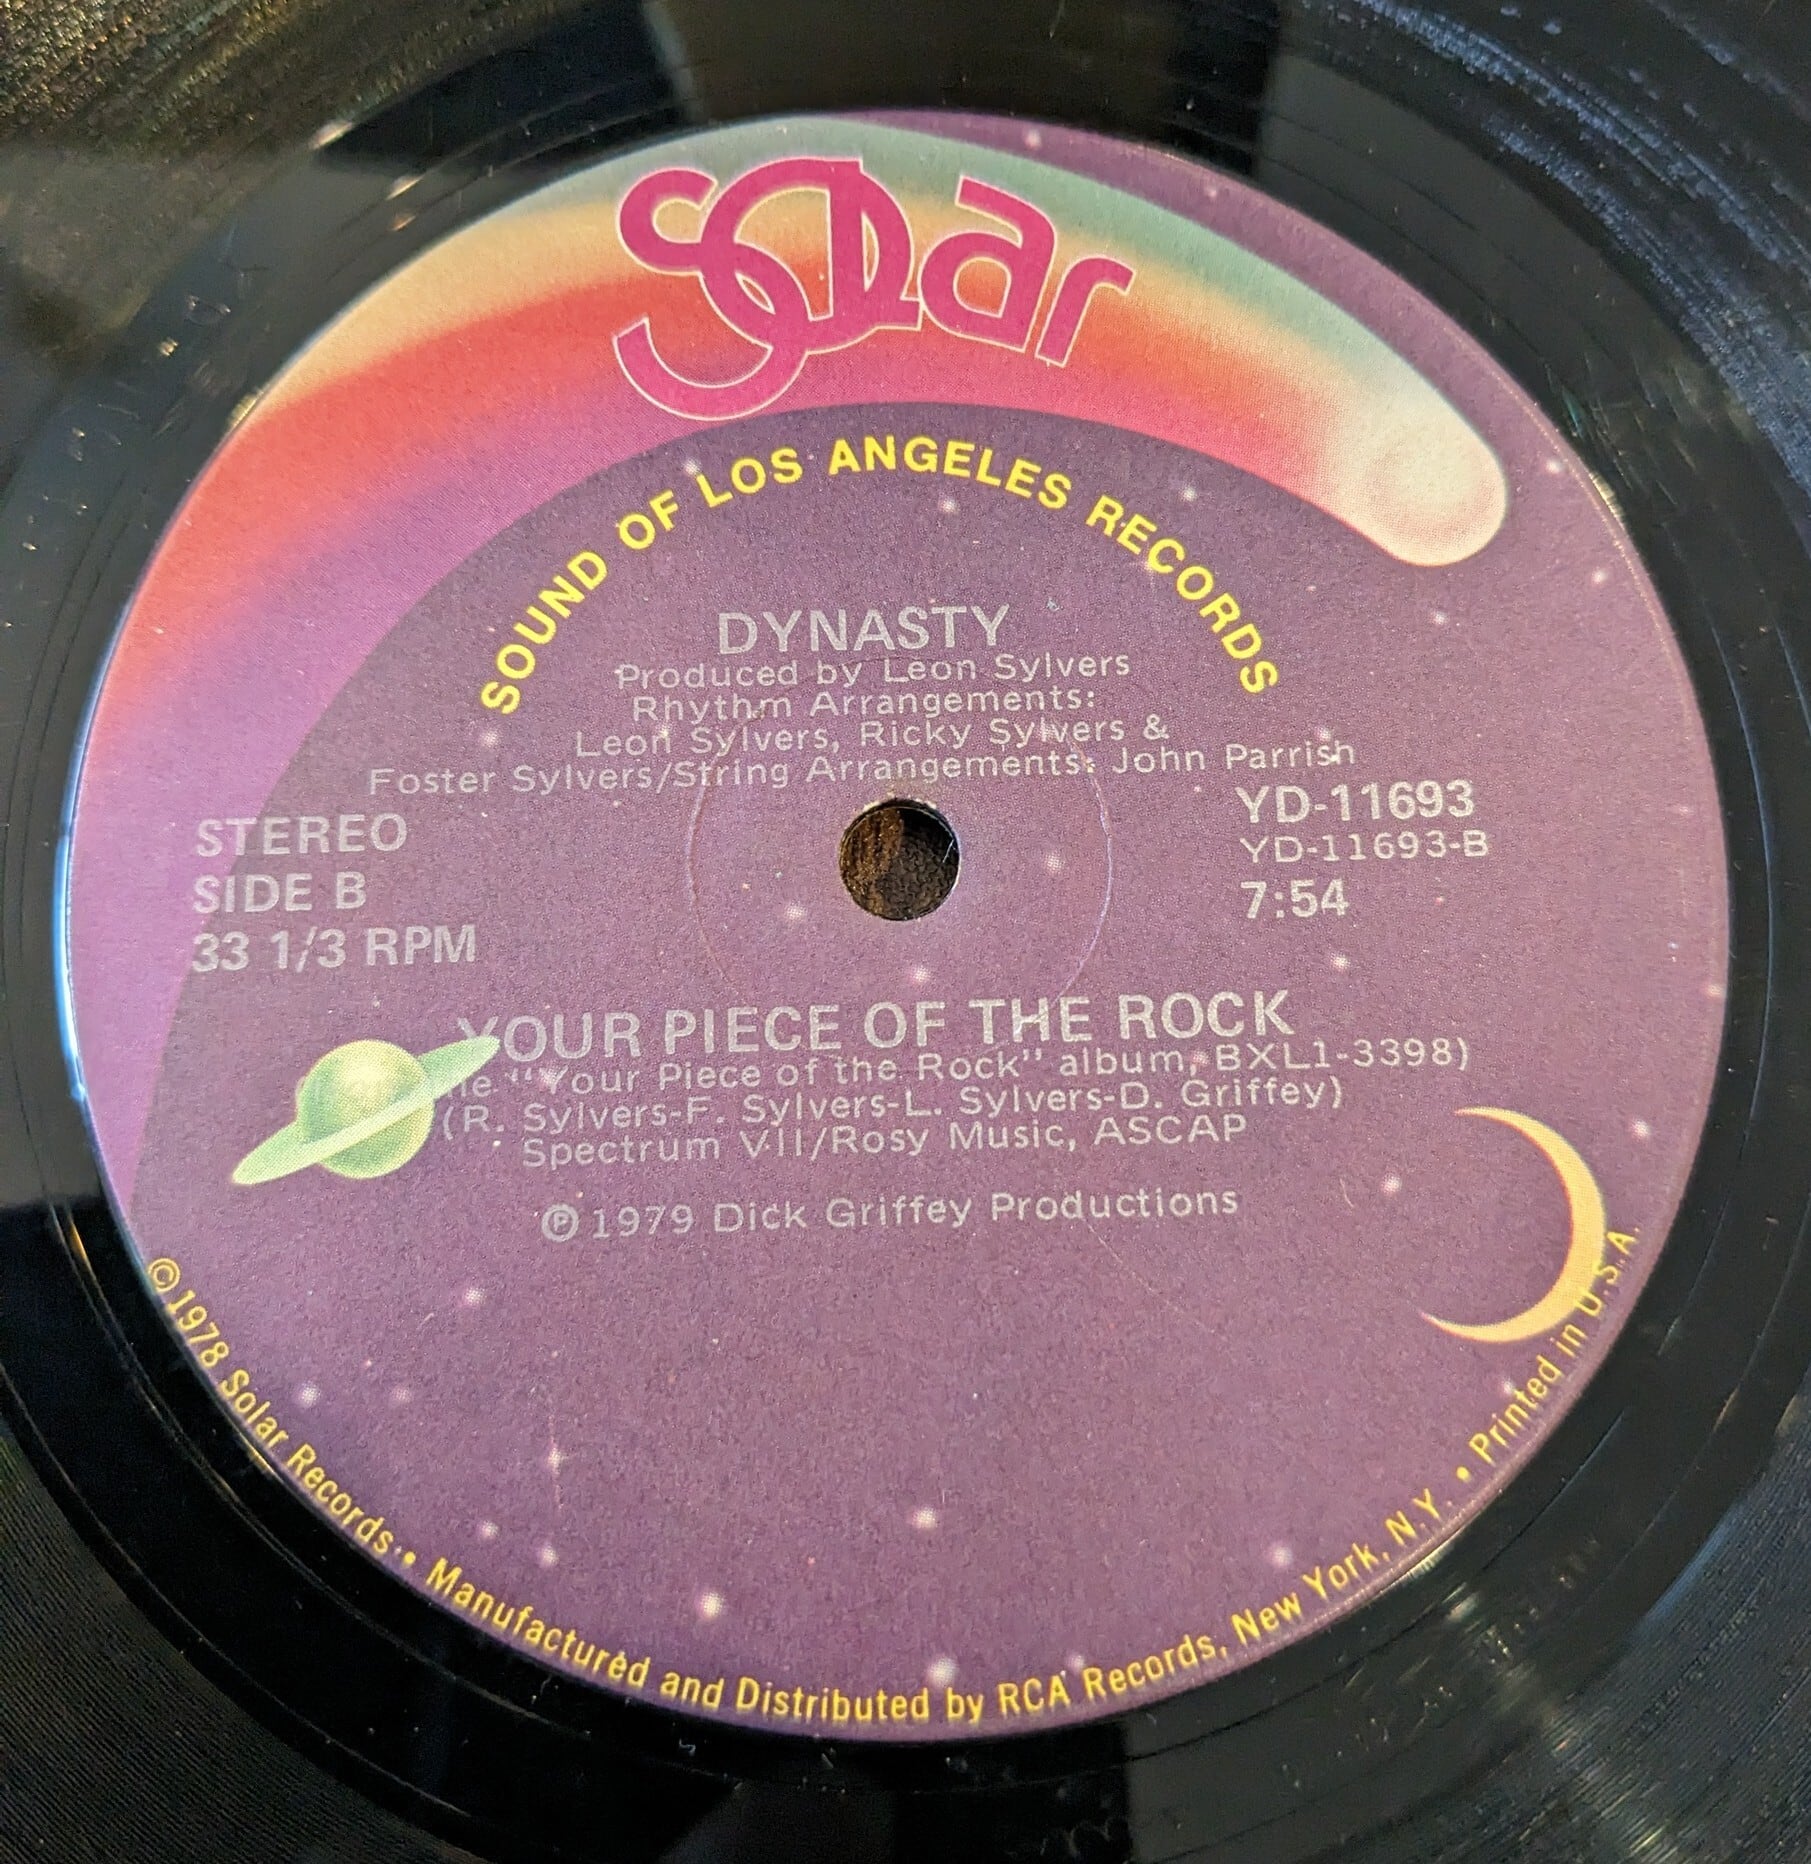 Solar
SOUND OF LOS ANGELES RECORDS
DYNASTY
Produced by Leon Sylvers
Rhythm Arrangements:
Leon Sylvers, Ricky Sylvers &
Foster Sylvers/String Arrangements: John Parrish
STEREO
SIDE B
33 1/3 RPM
YD-11693
YD-11693-B
7:54
YOUR PIECE OF THE ROCK
"Your Piece of the Rock" album, BXL1-3398)
(R. Sylvers-F. Sylvers-L. Sylvers-D. Griffey)
Spectrum VII/Rosy Music, ASCAP
℗ 1979 Dick Griffey Productions
© 1978 Solar Records. • Manufactured and Distributed by RCA Records, New York, N.Y. • Printed in U.S.A.